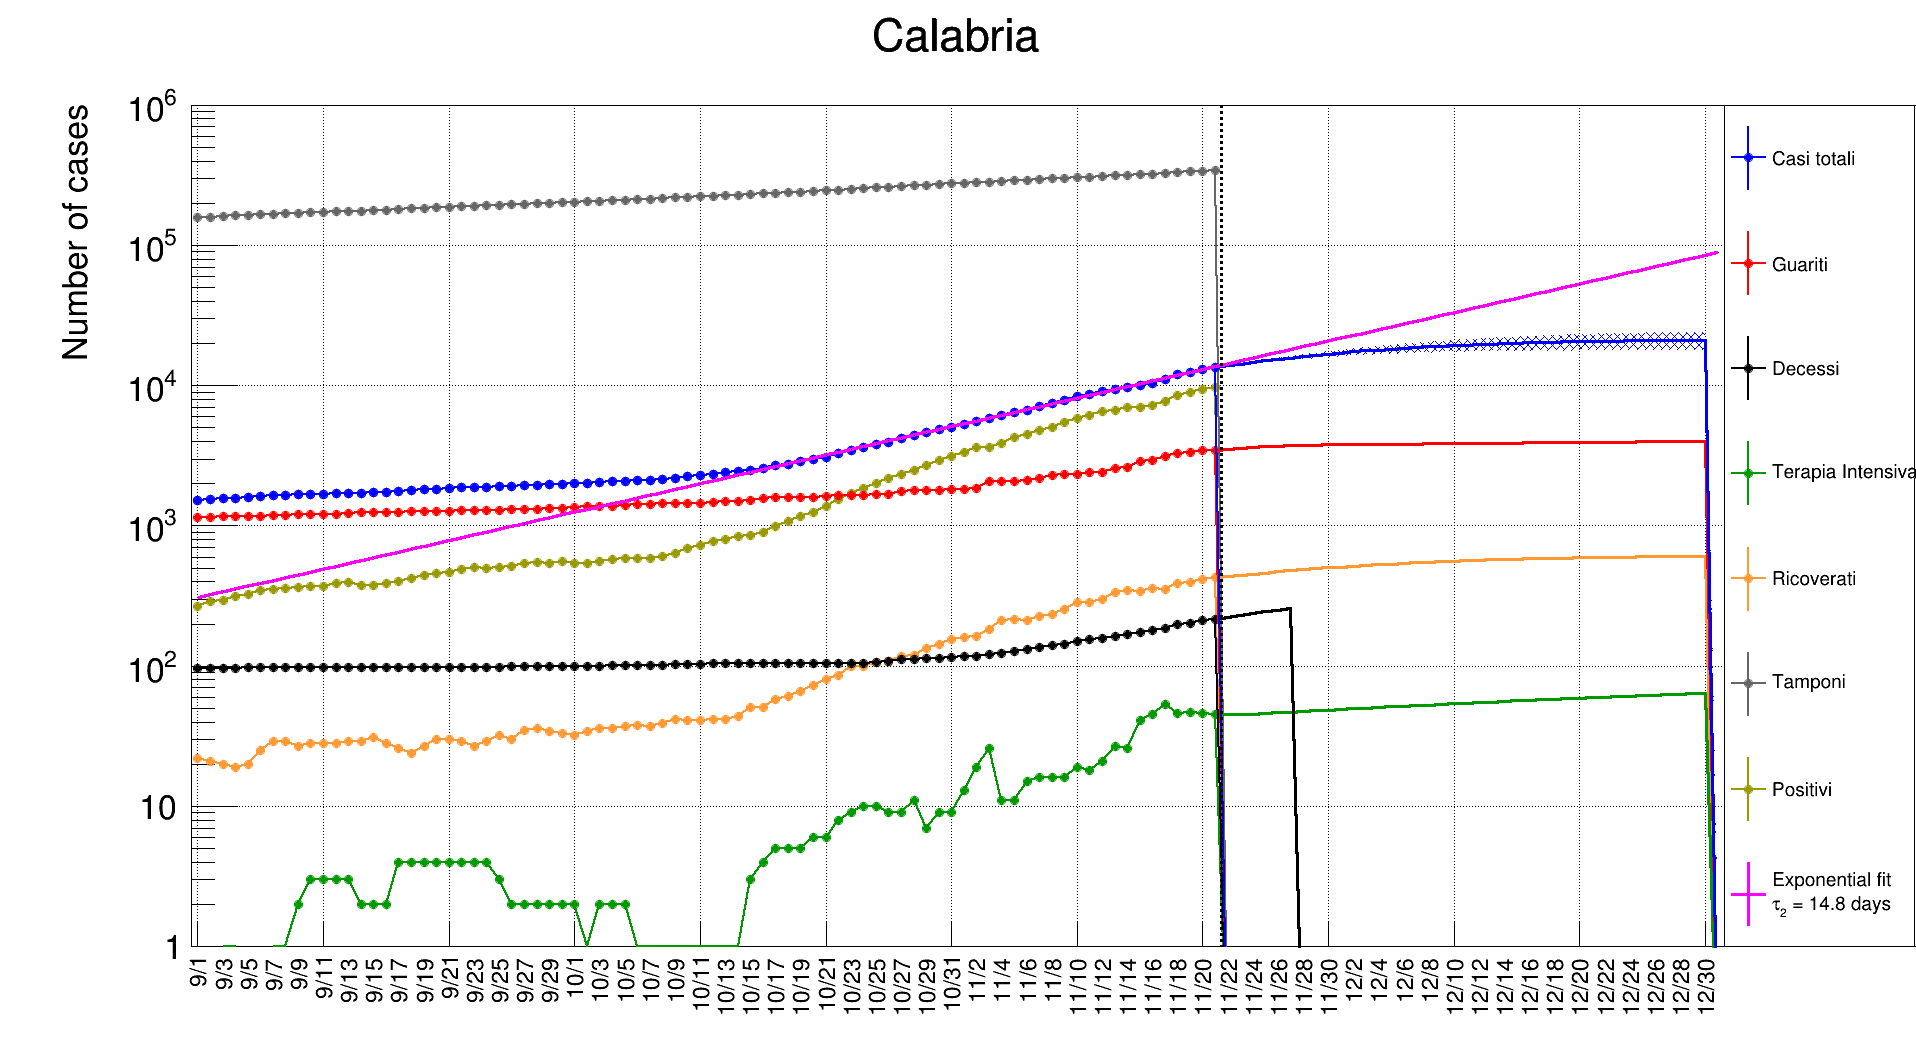 Calabria
Number of cases
10^6
10^5
10^4
10^3
10^2
10
1
9/1 9/3 9/5 9/7 9/9 9/11 9/13 9/15 9/17 9/19 9/21 9/23 9/25 9/27 9/29 10/1 10/3 10/5 10/7 10/9 10/11 10/13 10/15 10/17 10/19 10/21 10/23 10/25 10/27 10/29 10/31 11/2 11/4 11/6 11/8 11/10 11/12 11/14 11/16 11/18 11/20 11/22 11/24 11/26 11/28 11/30 12/2 12/4 12/6 12/8 12/10 12/12 12/14 12/16 12/18 12/20 12/22 12/24 12/26 12/28 12/30
Casi totali
Guariti
Decessi
Terapia Intensiva
Ricoverati
Tamponi
Positivi
Exponential fit
τ₂ = 14.8 days